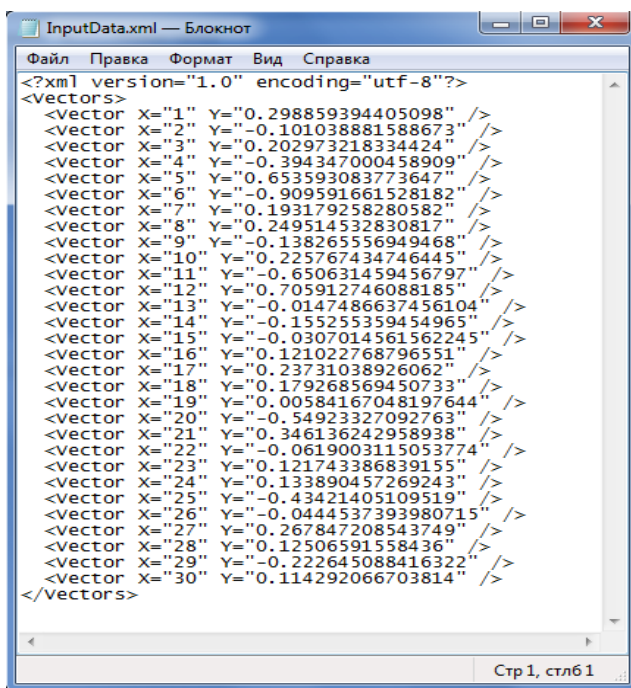 InputData.xml — Блокнот
Файл Правка Формат Вид Справка
<?xml version="1.0" encoding="utf-8"?>
<Vectors>
  <Vector X="1" Y="0.298859394405098" />
  <Vector X="2" Y="-0.101038881588673" />
  <Vector X="3" Y="0.202973218334424" />
  <Vector X="4" Y="-0.394347000458909" />
  <Vector X="5" Y="0.653593083773647" />
  <Vector X="6" Y="-0.909591661528182" />
  <Vector X="7" Y="0.193179258280582" />
  <Vector X="8" Y="0.249514532830817" />
  <Vector X="9" Y="-0.138265556949468" />
  <Vector X="10" Y="0.225767434746445" />
  <Vector X="11" Y="-0.650631459456797" />
  <Vector X="12" Y="0.705912746088185" />
  <Vector X="13" Y="-0.0147486637456104" />
  <Vector X="14" Y="-0.155255359454965" />
  <Vector X="15" Y="-0.0307014561562245" />
  <Vector X="16" Y="0.121022768796551" />
  <Vector X="17" Y="0.23731038926062" />
  <Vector X="18" Y="0.179268569450733" />
  <Vector X="19" Y="0.00584167048197644" />
  <Vector X="20" Y="-0.54923327092763" />
  <Vector X="21" Y="0.346136242958938" />
  <Vector X="22" Y="-0.0619003115053774" />
  <Vector X="23" Y="0.121743386839155" />
  <Vector X="24" Y="0.133890457269243" />
  <Vector X="25" Y="-0.43421405109519" />
  <Vector X="26" Y="-0.0444537393980715" />
  <Vector X="27" Y="0.267847208543749" />
  <Vector X="28" Y="0.12506591558436" />
  <Vector X="29" Y="-0.222645088416322" />
  <Vector X="30" Y="0.114292066703814" />
</Vectors>
Стр 1, стлб 1